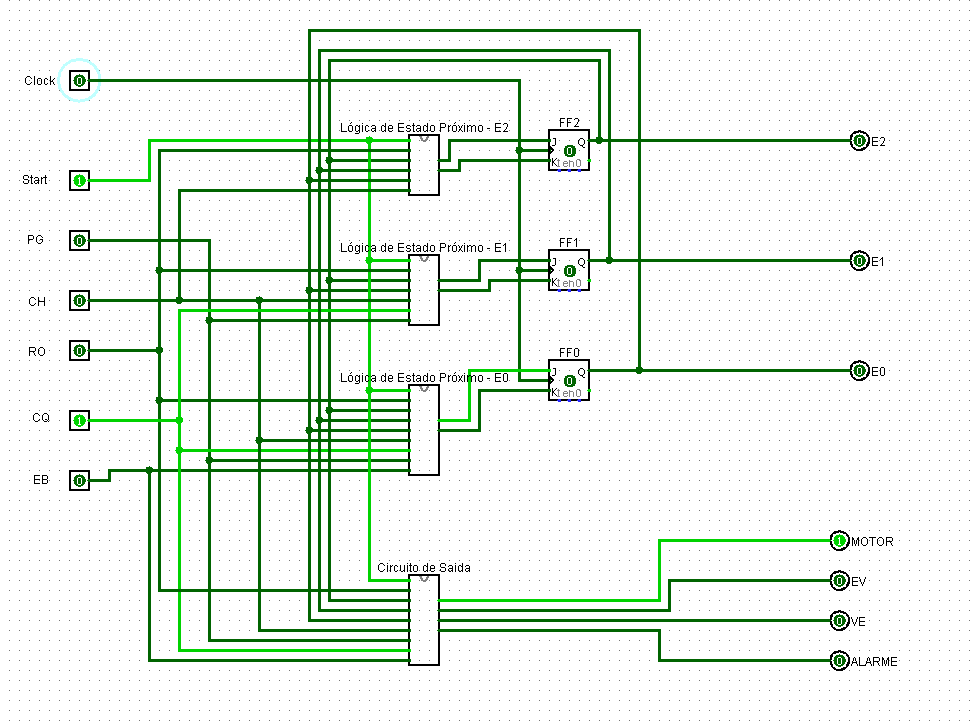 Clock 0
Start 1
PG 0
CH 0
RO 0
CQ 1
EB 0
Lógica de Estado Próximo - E2
FF2
J Q
0
K en0
0 E2
Lógica de Estado Próximo - E1
FF1
J Q
0
K en0
0 E1
Lógica de Estado Próximo - E0
FF0
J Q
0
K en0
0 E0
Circuito de Saida
1 MOTOR
0 EV
0 VE
0 ALARME